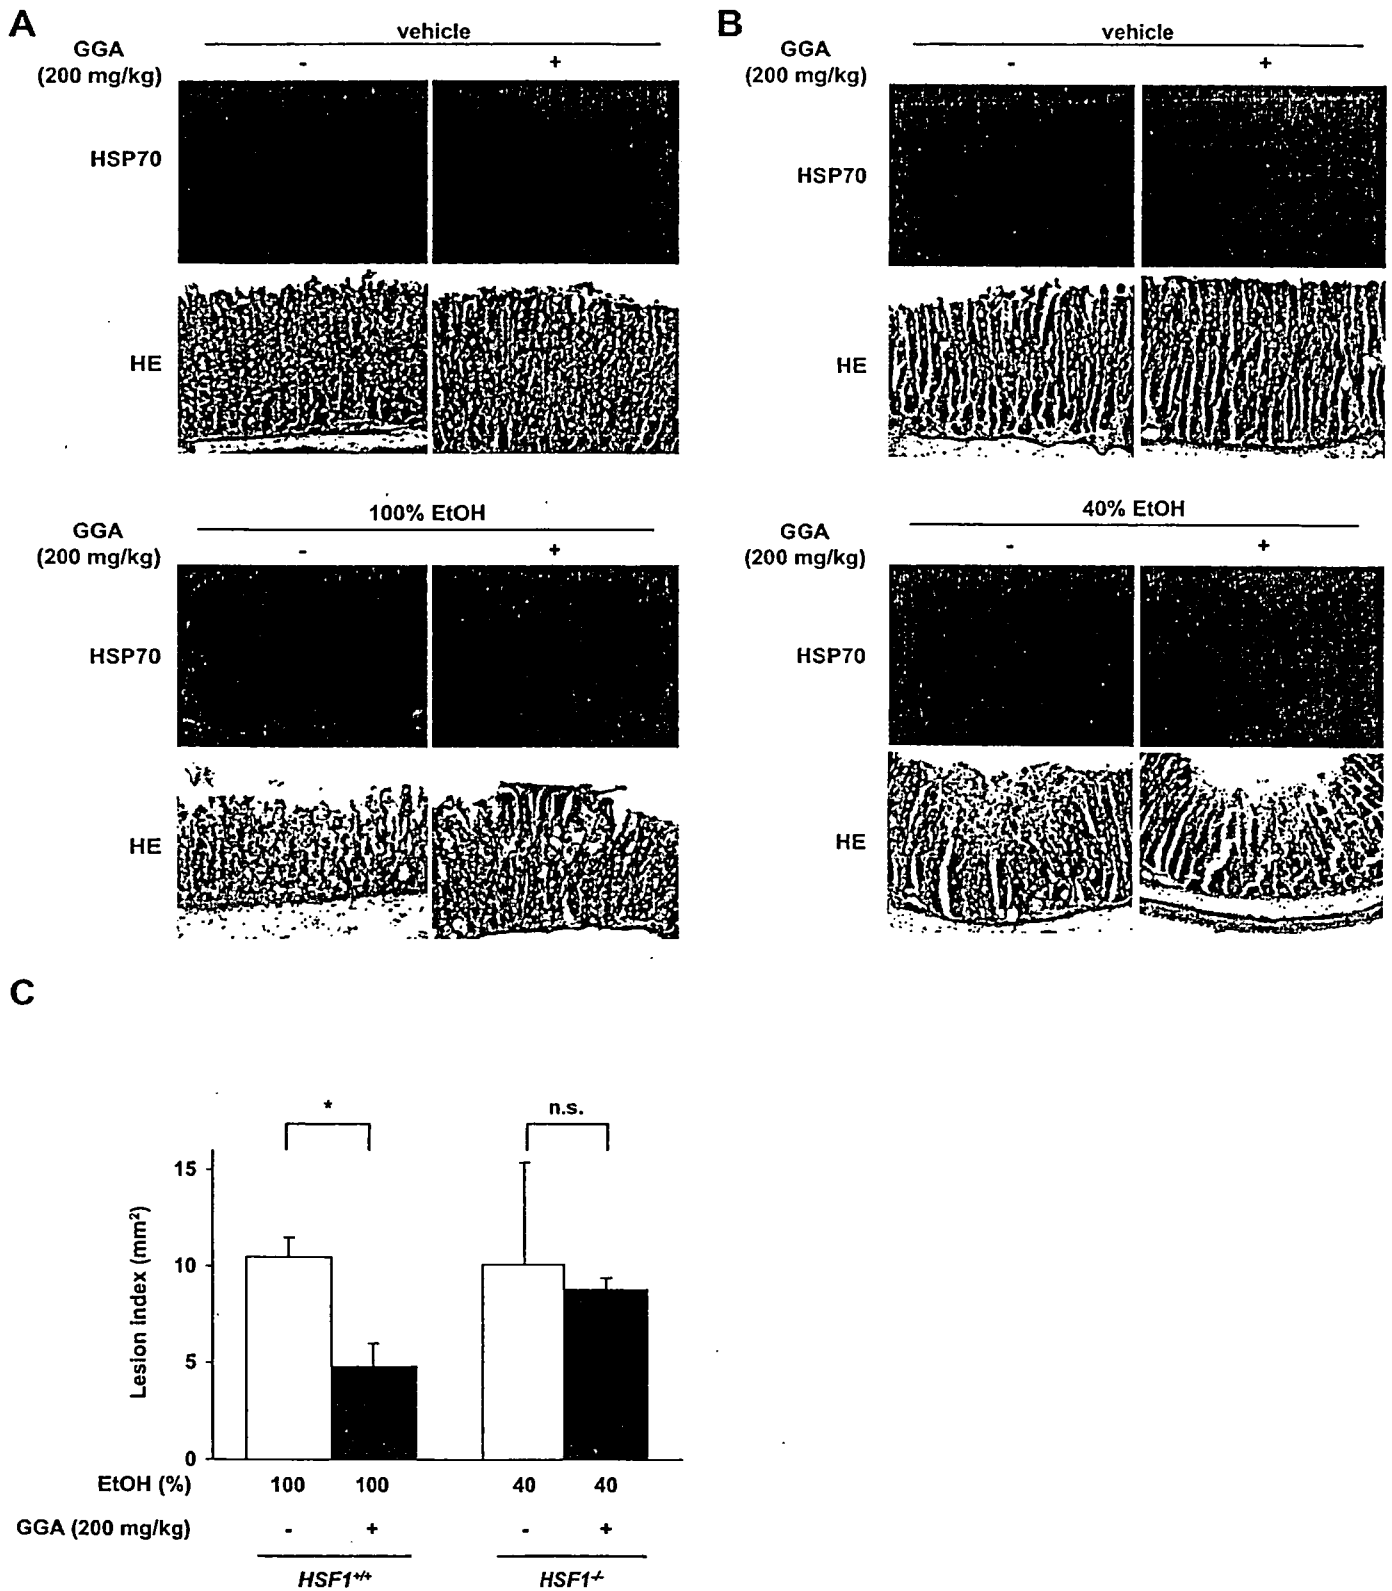 A
vehicle
GGA
(200 mg/kg)
- +
HSP70
HE
100% EtOH
GGA
(200 mg/kg)
- +
HSP70
HE
B
vehicle
GGA
(200 mg/kg)
- +
HSP70
HE
40% EtOH
GGA
(200 mg/kg)
- +
HSP70
HE
C
* n.s.
Lesion index (mm²)
15
10
5
0
EtOH (%) 100 100 40 40
GGA (200 mg/kg) - + - +
HSF1+/+ HSF1-/-